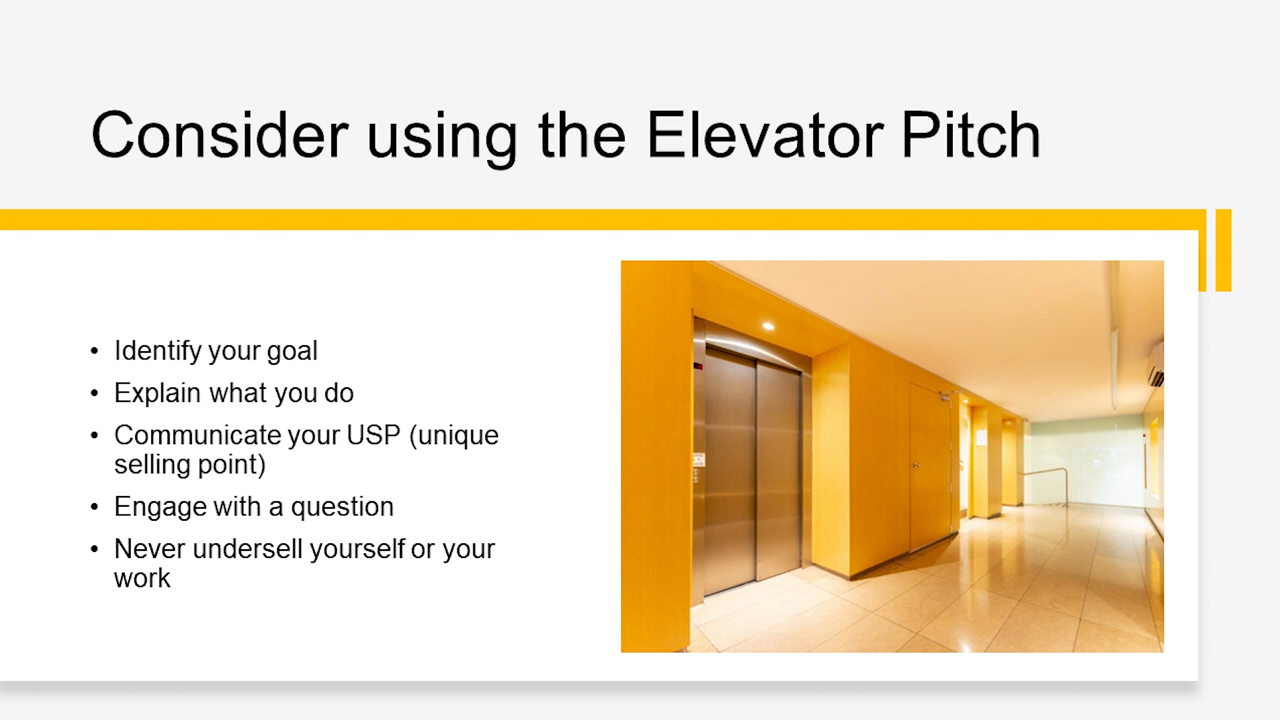 Consider using the Elevator Pitch
• Identify your goal
• Explain what you do
• Communicate your USP (unique
selling point)
• Engage with a question
• Never undersell yourself or your
work